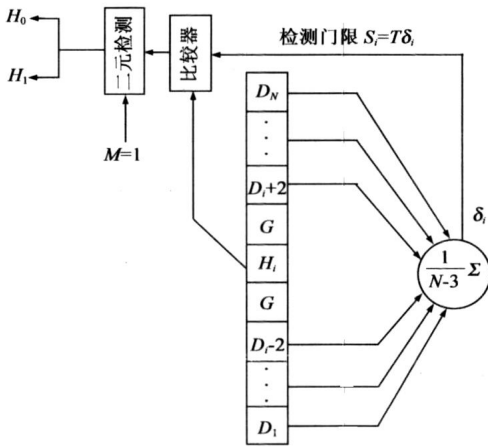 H₀
H₁
二元检测
M=1
比较器
检测门限 Sᵢ=Tδᵢ
D_N
⋮
Dᵢ+2
G
Hᵢ
G
Dᵢ-2
⋮
D₁
δᵢ
1/(N-3) Σ